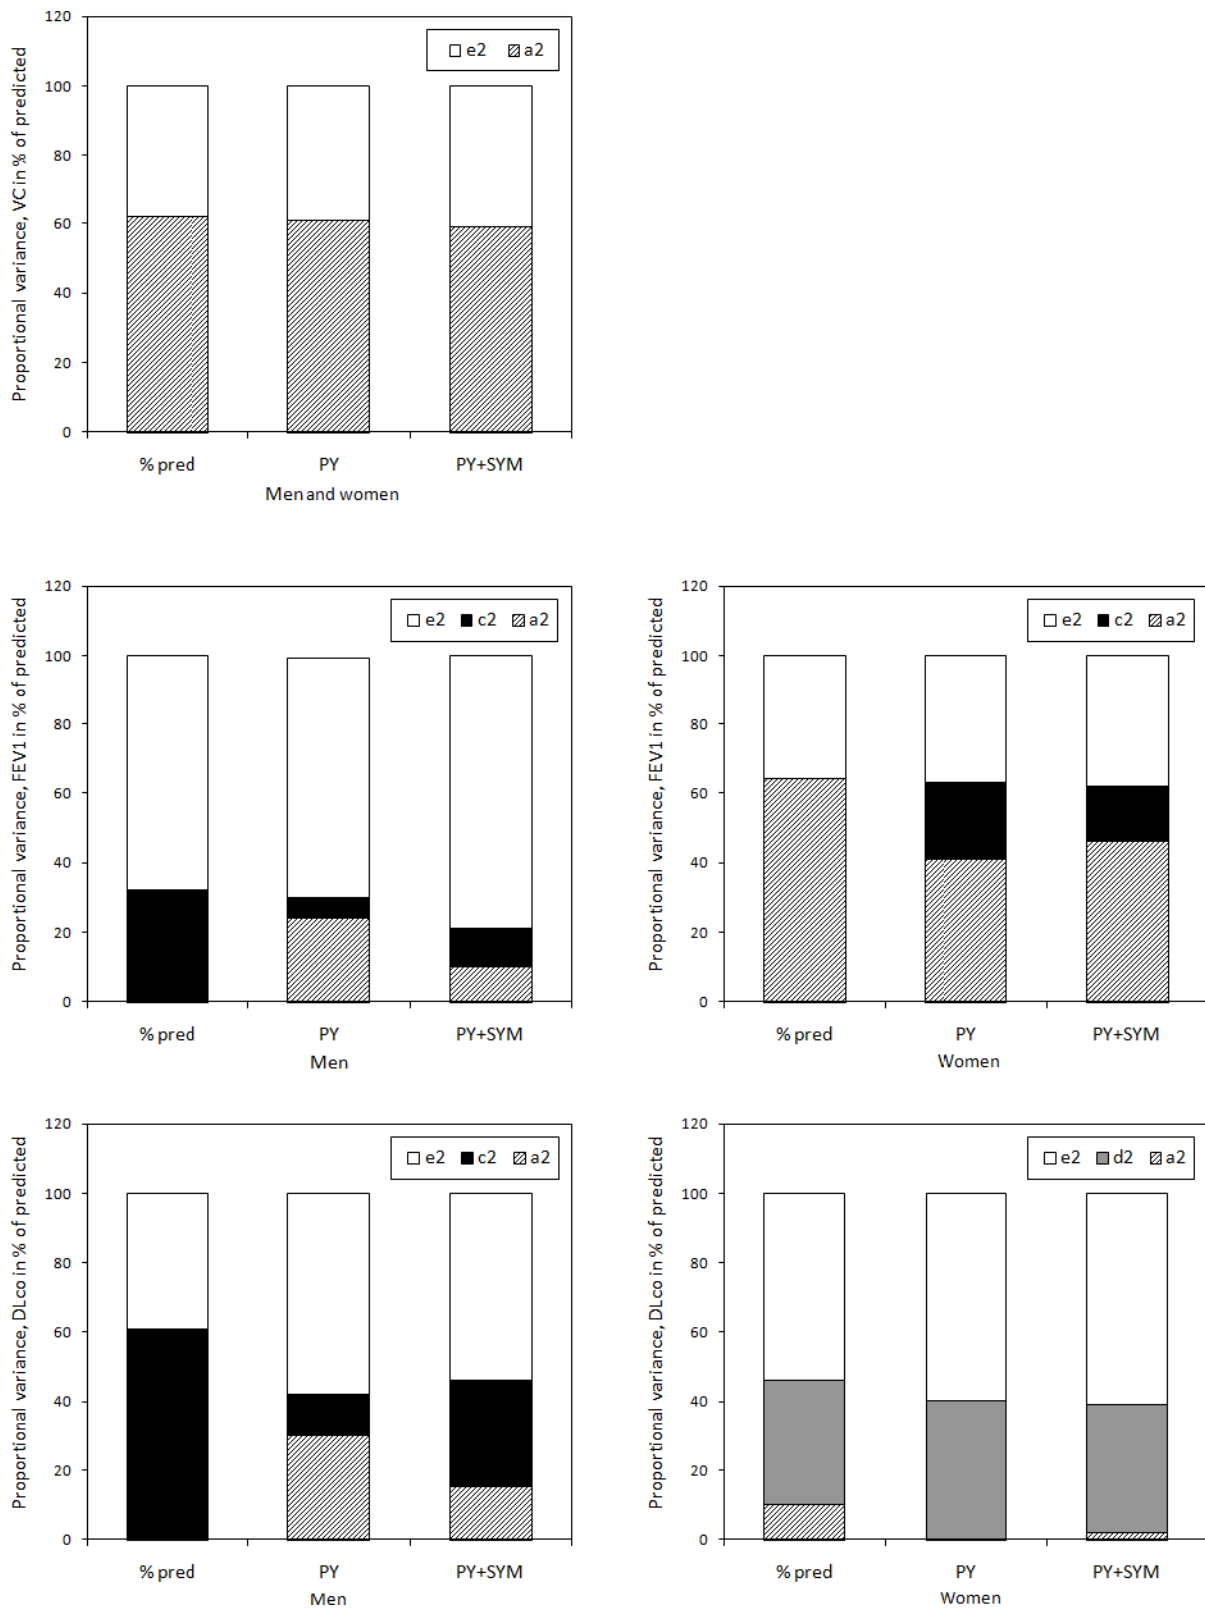 Proportional variance, VC in % of predicted
120
100
80
60
40
20
0
e2 a2
% pred PY PY+SYM
Men and women
Proportional variance, FEV1 in % of predicted
120
100
80
60
40
20
0
e2 c2 a2
% pred PY PY+SYM
Men
Proportional variance, FEV1 in % of predicted
120
100
80
60
40
20
0
e2 c2 a2
% pred PY PY+SYM
Women
Proportional variance, DLco in % of predicted
120
100
80
60
40
20
0
e2 c2 a2
% pred PY PY+SYM
Men
Proportional variance, DLco in % of predicted
120
100
80
60
40
20
0
e2 d2 a2
% pred PY PY+SYM
Women